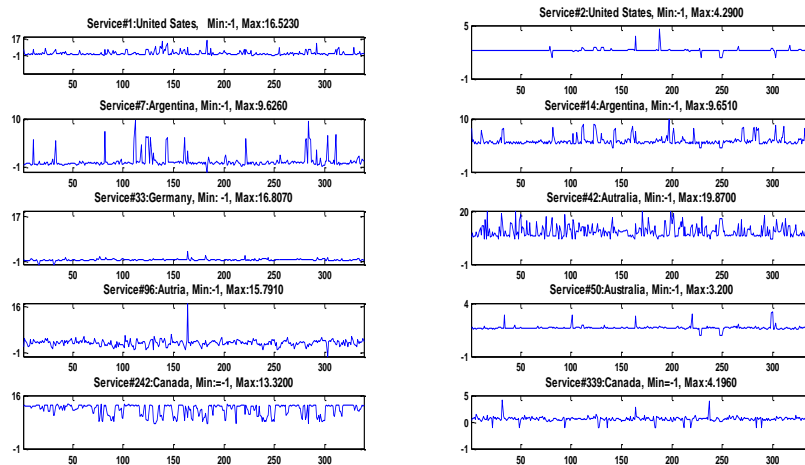 Service#1:United Sates, Min:-1, Max:16.5230
17
-1
50 100 150 200 250 300
Service#7:Argentina, Min:-1, Max:9.6260
10
-1
50 100 150 200 250 300
Service#33:Germany, Min: -1, Max:16.8070
17
-1
50 100 150 200 250 300
Service#96:Autria, Min:-1, Max:15.7910
16
-1
50 100 150 200 250 300
Service#242:Canada, Min:=-1, Max:13.3200
16
-1
50 100 150 200 250 300
Service#2:United States, Min:-1, Max:4.2900
5
-1
50 100 150 200 250 300
Service#14:Argentina, Min:-1, Max:9.6510
10
-1
50 100 150 200 250 300
Service#42:Autralia, Min:-1, Max:19.8700
20
-1
50 100 150 200 250 300
Service#50:Australia, Min:-1, Max:3.200
4
-1
50 100 150 200 250 300
Service#339:Canada, Min=-1, Max:4.1960
5
0
-1
50 100 150 200 250 300